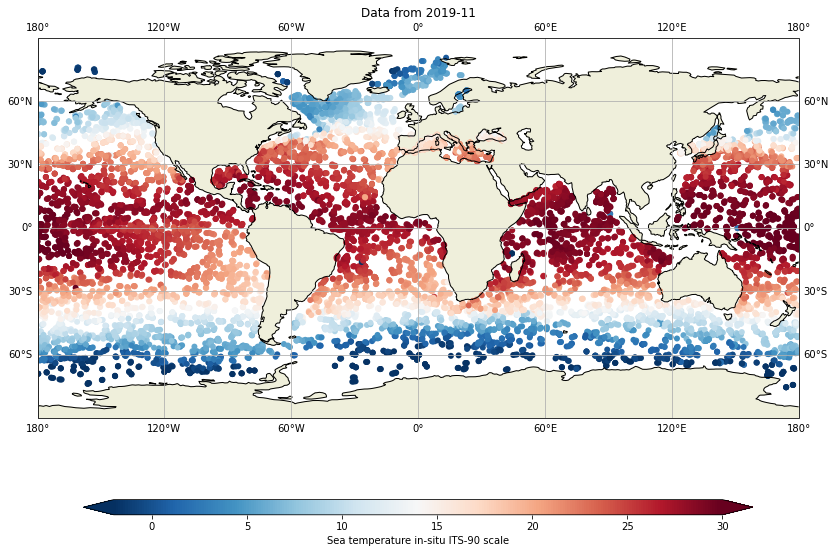 Data from 2019-11
180° 120°W 60°W 0° 60°E 120°E 180°
60°N 60°N
30°N 30°N
0° 0°
30°S 30°S
60°S 60°S
180° 120°W 60°W 0° 60°E 120°E 180°
0 5 10 15 20 25 30
Sea temperature in-situ ITS-90 scale